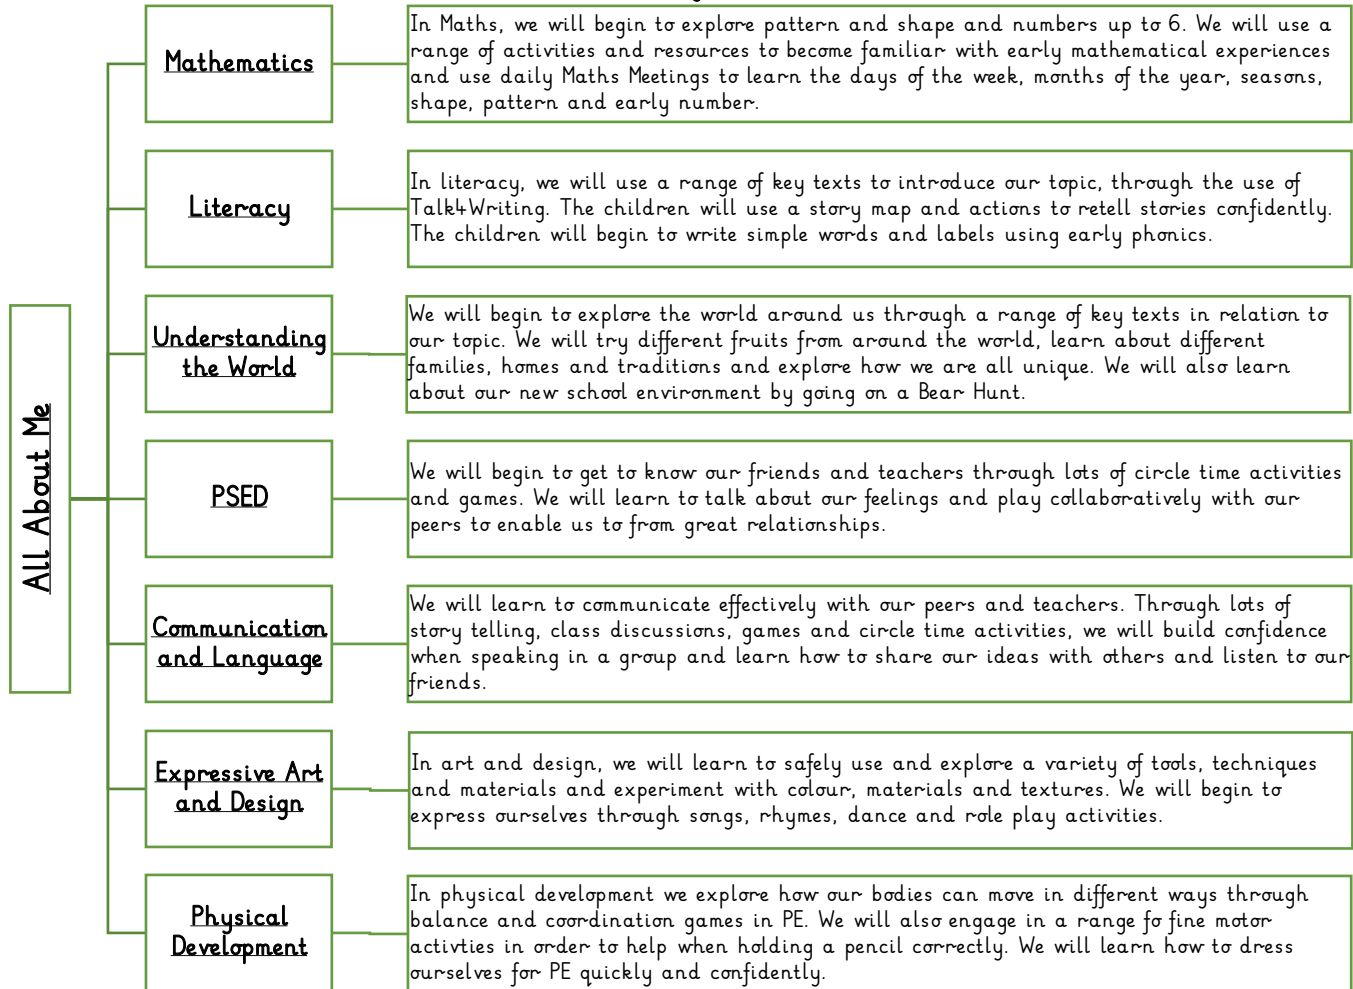 All About Me
Mathematics
In Maths, we will begin to explore pattern and shape and numbers up to 6. We will use a
range of activities and resources to become familiar with early mathematical experiences
and use daily Maths Meetings to learn the days of the week, months of the year, seasons,
shape, pattern and early number.
Literacy
In literacy, we will use a range of key texts to introduce our topic, through the use of
Talk4Writing. The children will use a story map and actions to retell stories confidently.
The children will begin to write simple words and labels using early phonics.
Understanding
the World
We will begin to explore the world around us through a range of key texts in relation to
our topic. We will try different fruits from around the world, learn about different
families, homes and traditions and explore how we are all unique. We will also learn
about our new school environment by going on a Bear Hunt.
PSED
We will begin to get to know our friends and teachers through lots of circle time activities
and games. We will learn to talk about our feelings and play collaboratively with our
peers to enable us to from great relationships.
Communication
and Language
We will learn to communicate effectively with our peers and teachers. Through lots of
story telling, class discussions, games and circle time activities, we will build confidence
when speaking in a group and learn how to share our ideas with others and listen to our
friends.
Expressive Art
and Design
In art and design, we will learn to safely use and explore a variety of tools, techniques
and materials and experiment with colour, materials and textures. We will begin to
express ourselves through songs, rhymes, dance and role play activities.
Physical
Development
In physical development we explore how our bodies can move in different ways through
balance and coordination games in PE. We will also engage in a range fo fine motor
activties in order to help when holding a pencil correctly. We will learn how to dress
ourselves for PE quickly and confidently.